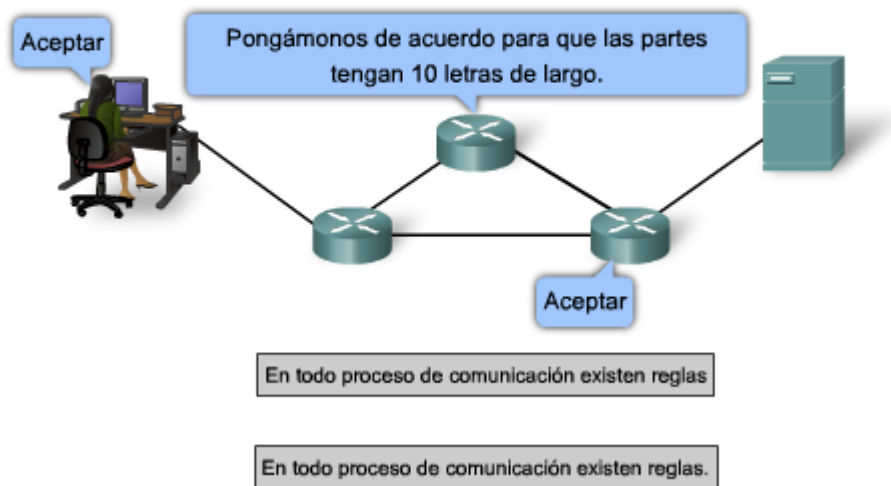 Aceptar
Pongámonos de acuerdo para que las partes
tengan 10 letras de largo.
Aceptar
En todo proceso de comunicación existen reglas
En todo proceso de comunicación existen reglas.